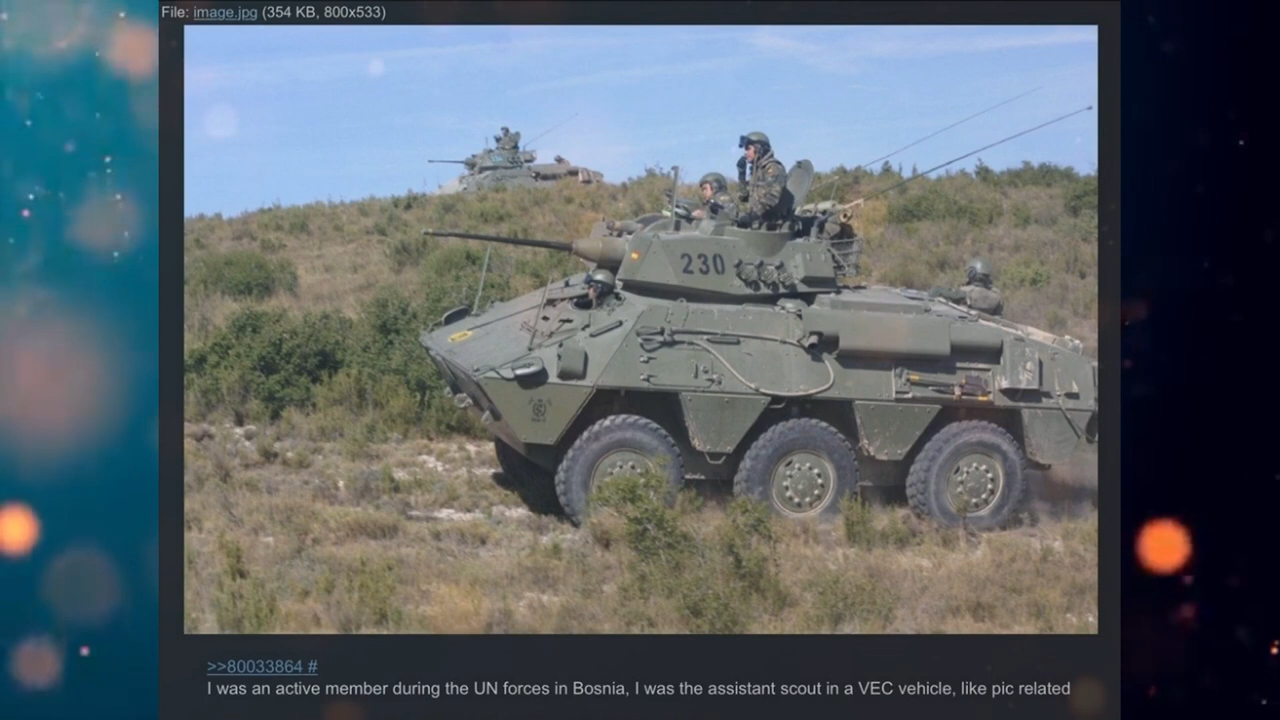 File: image.jpg (354 KB, 800x533)
230
>>80033864 #
I was an active member during the UN forces in Bosnia, I was the assistant scout in a VEC vehicle, like pic related